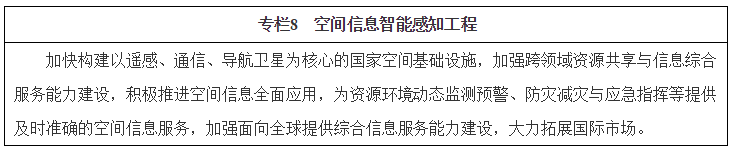 专栏8　空间信息智能感知工程
加快构建以遥感、通信、导航卫星为核心的国家空间基础设施，加强跨领域资源共享与信息综合
服务能力建设，积极推进空间信息全面应用，为资源环境动态监测预警、防灾减灾与应急指挥等提供
及时准确的空间信息服务，加强面向全球提供综合信息服务能力建设，大力拓展国际市场。